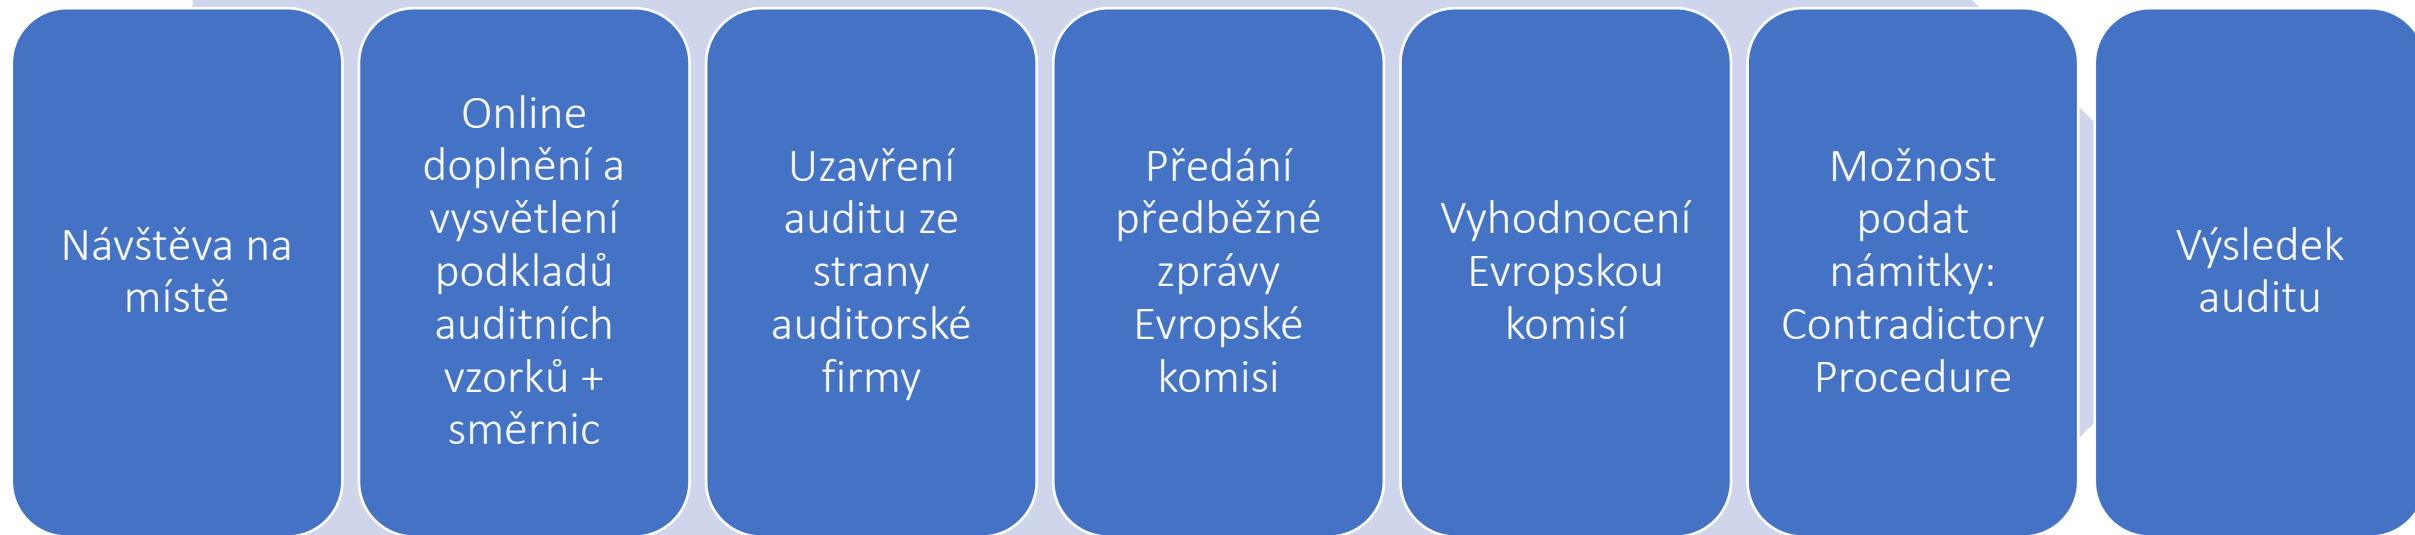 Návštěva na
místě
Online
doplnění a
vysvětlení
podkladů
auditních
vzorků +
směrnic
Uzavření
auditu ze
strany
auditorské
firmy
Předání
předběžné
zprávy
Evropské
komisi
Vyhodnocení
Evropskou
komisí
Možnost
podat
námitky:
Contradictory
Procedure
Výsledek
auditu